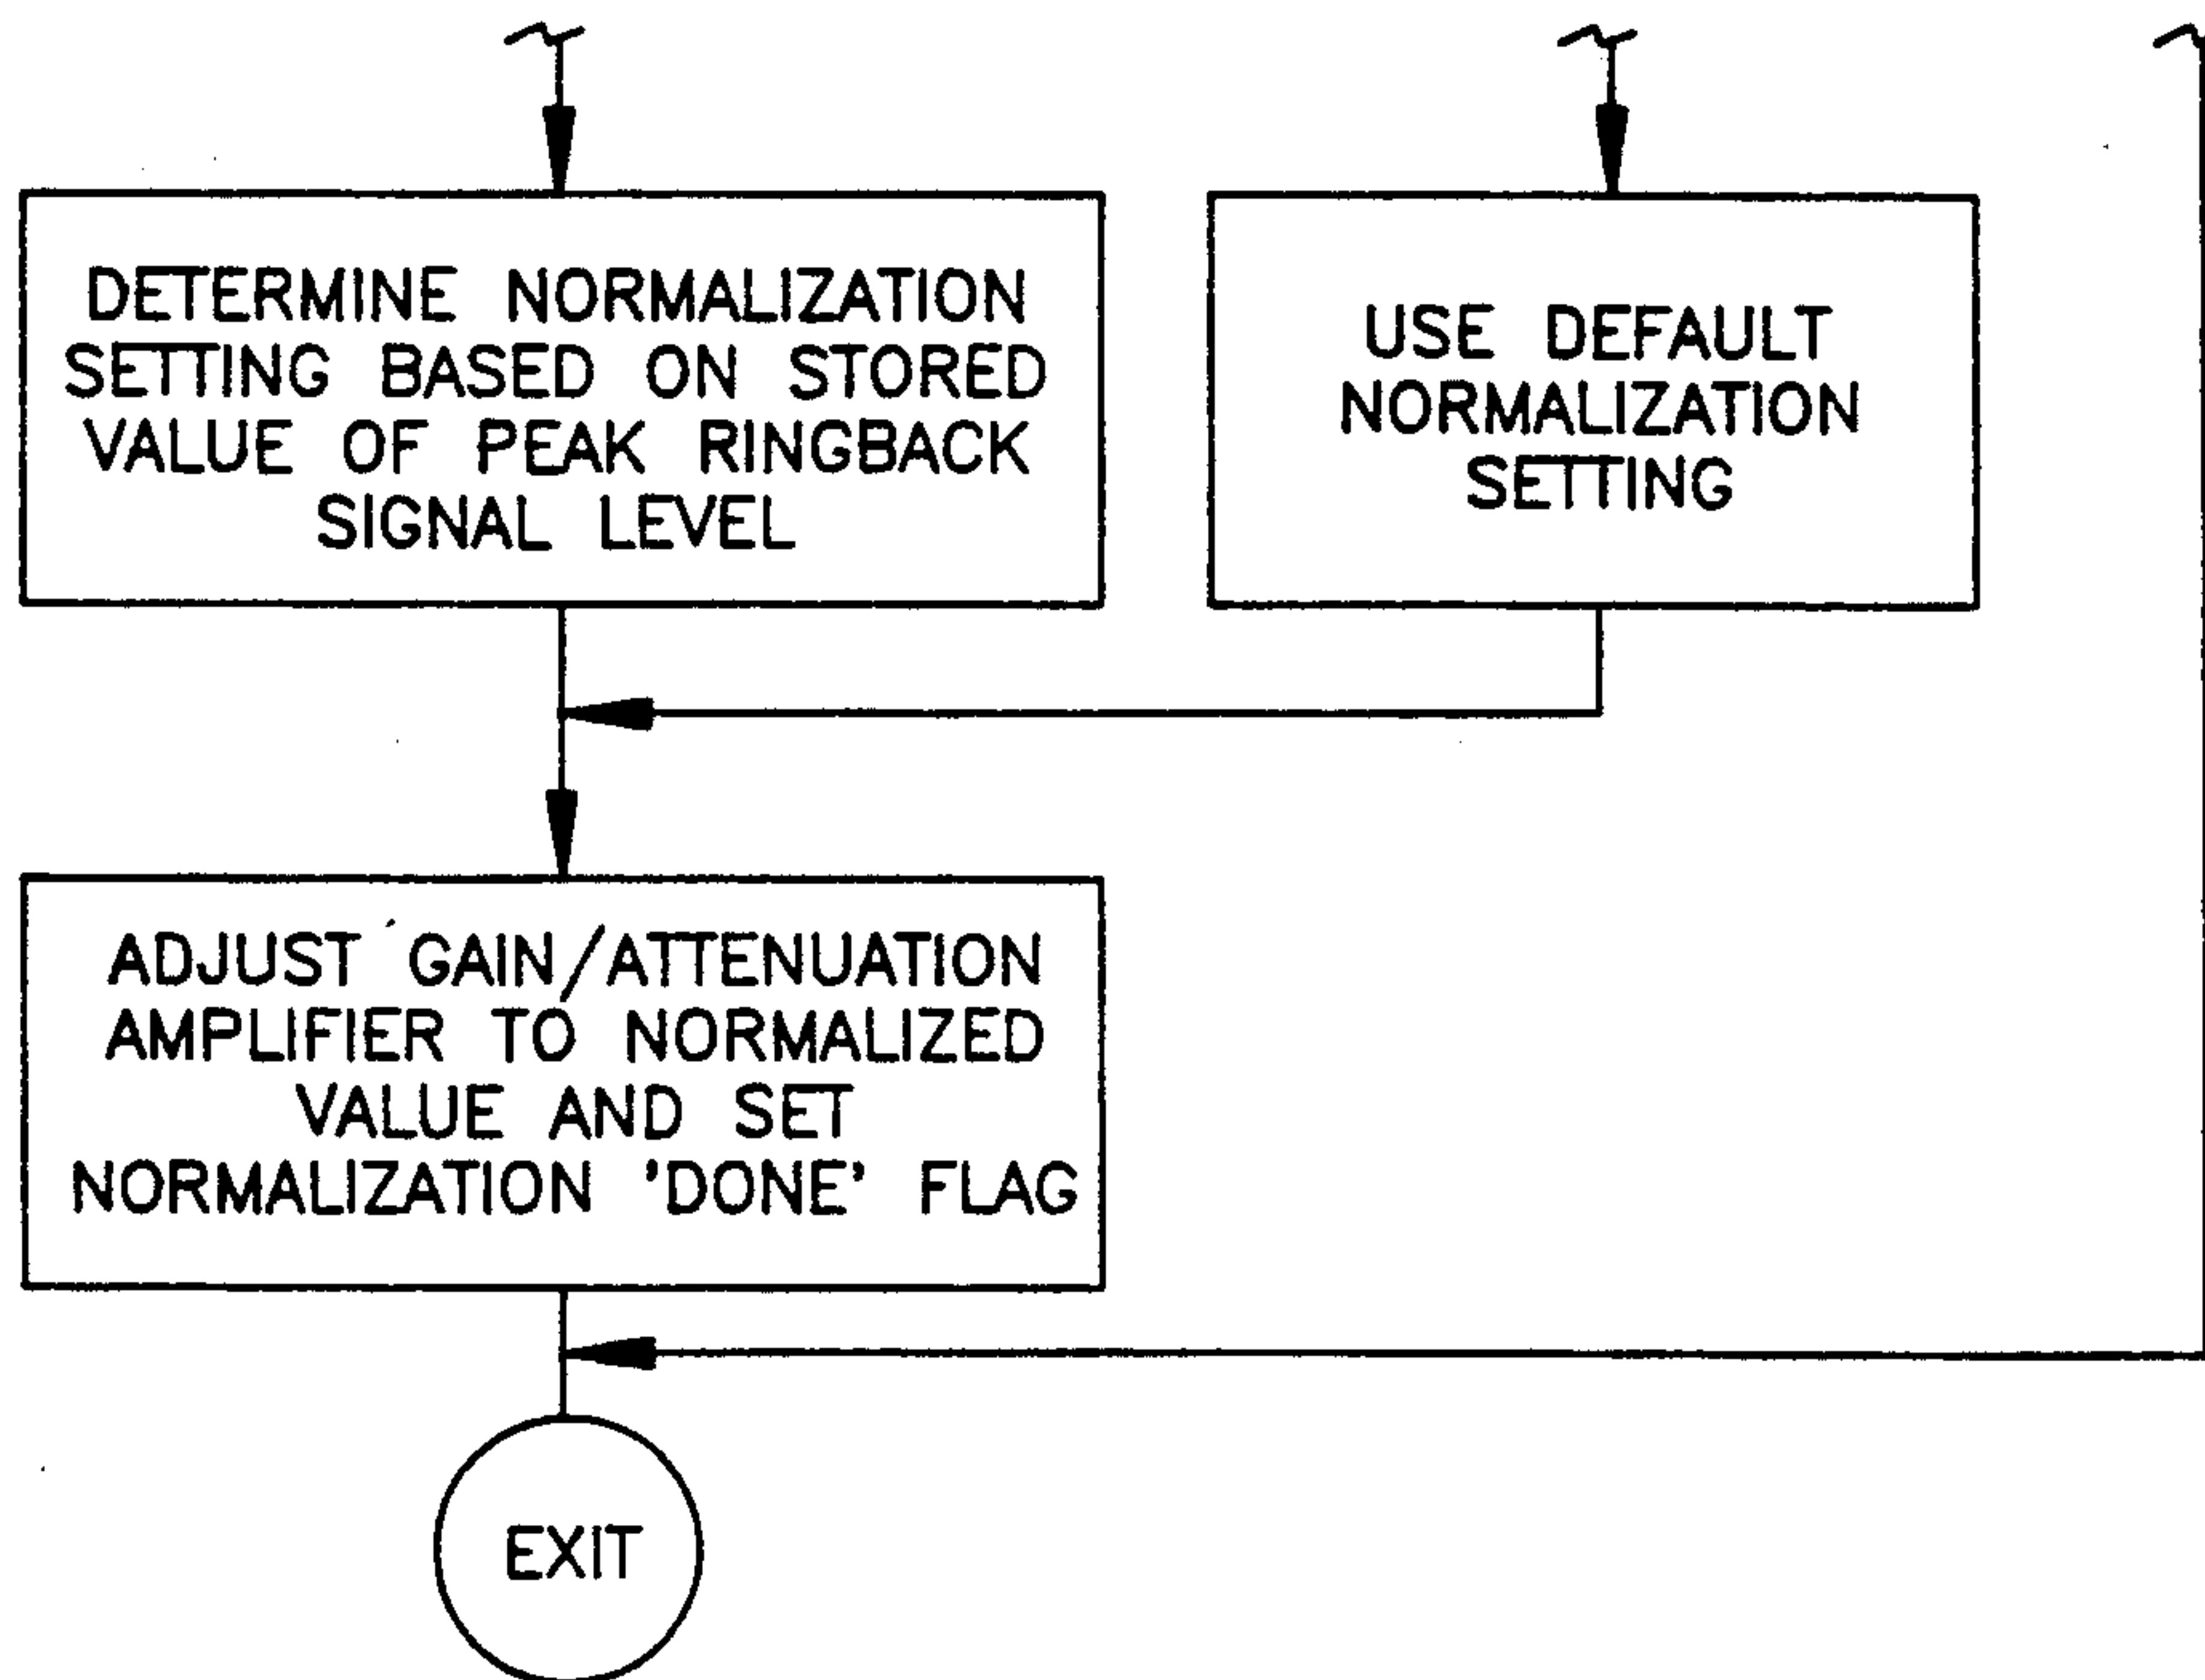 DETERMINE NORMALIZATION
SETTING BASED ON STORED
VALUE OF PEAK RINGBACK
SIGNAL LEVEL
USE DEFAULT
NORMALIZATION
SETTING
ADJUST GAIN/ATTENUATION
AMPLIFIER TO NORMALIZED
VALUE AND SET
NORMALIZATION 'DONE' FLAG
EXIT